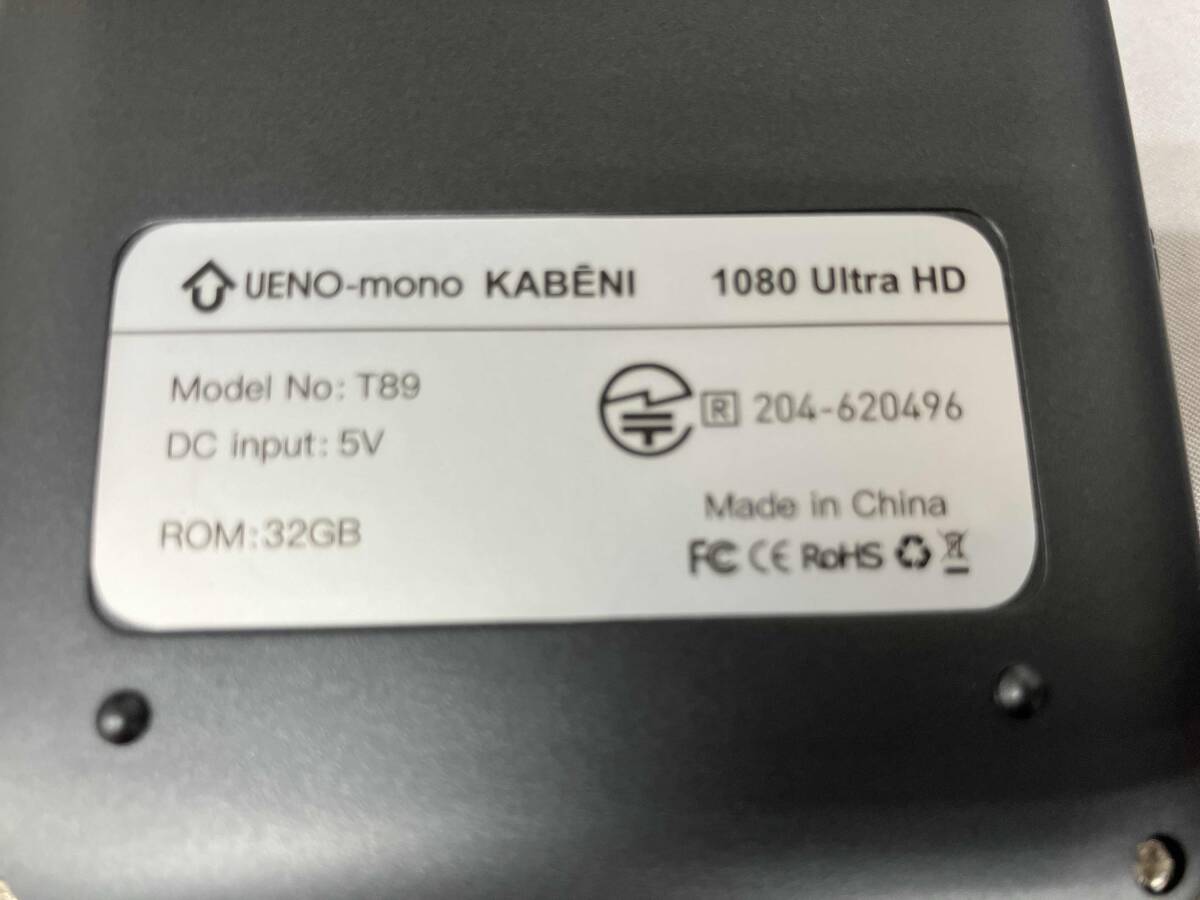 UENO-mono KABĒNI 1080 Ultra HD
Model No: T89
R 204-620496
DC input: 5V
Made in China
ROM:32GB
FC CE RoHS